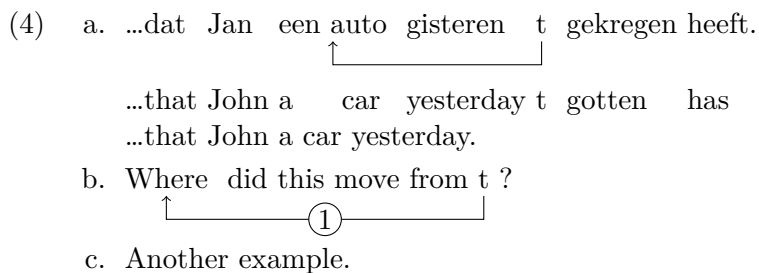 (4) a. ...dat Jan een auto gisteren t gekregen heeft.
...that John a car yesterday t gotten has
...that John a car yesterday.
b. Where did this move from t ?
1
c. Another example.